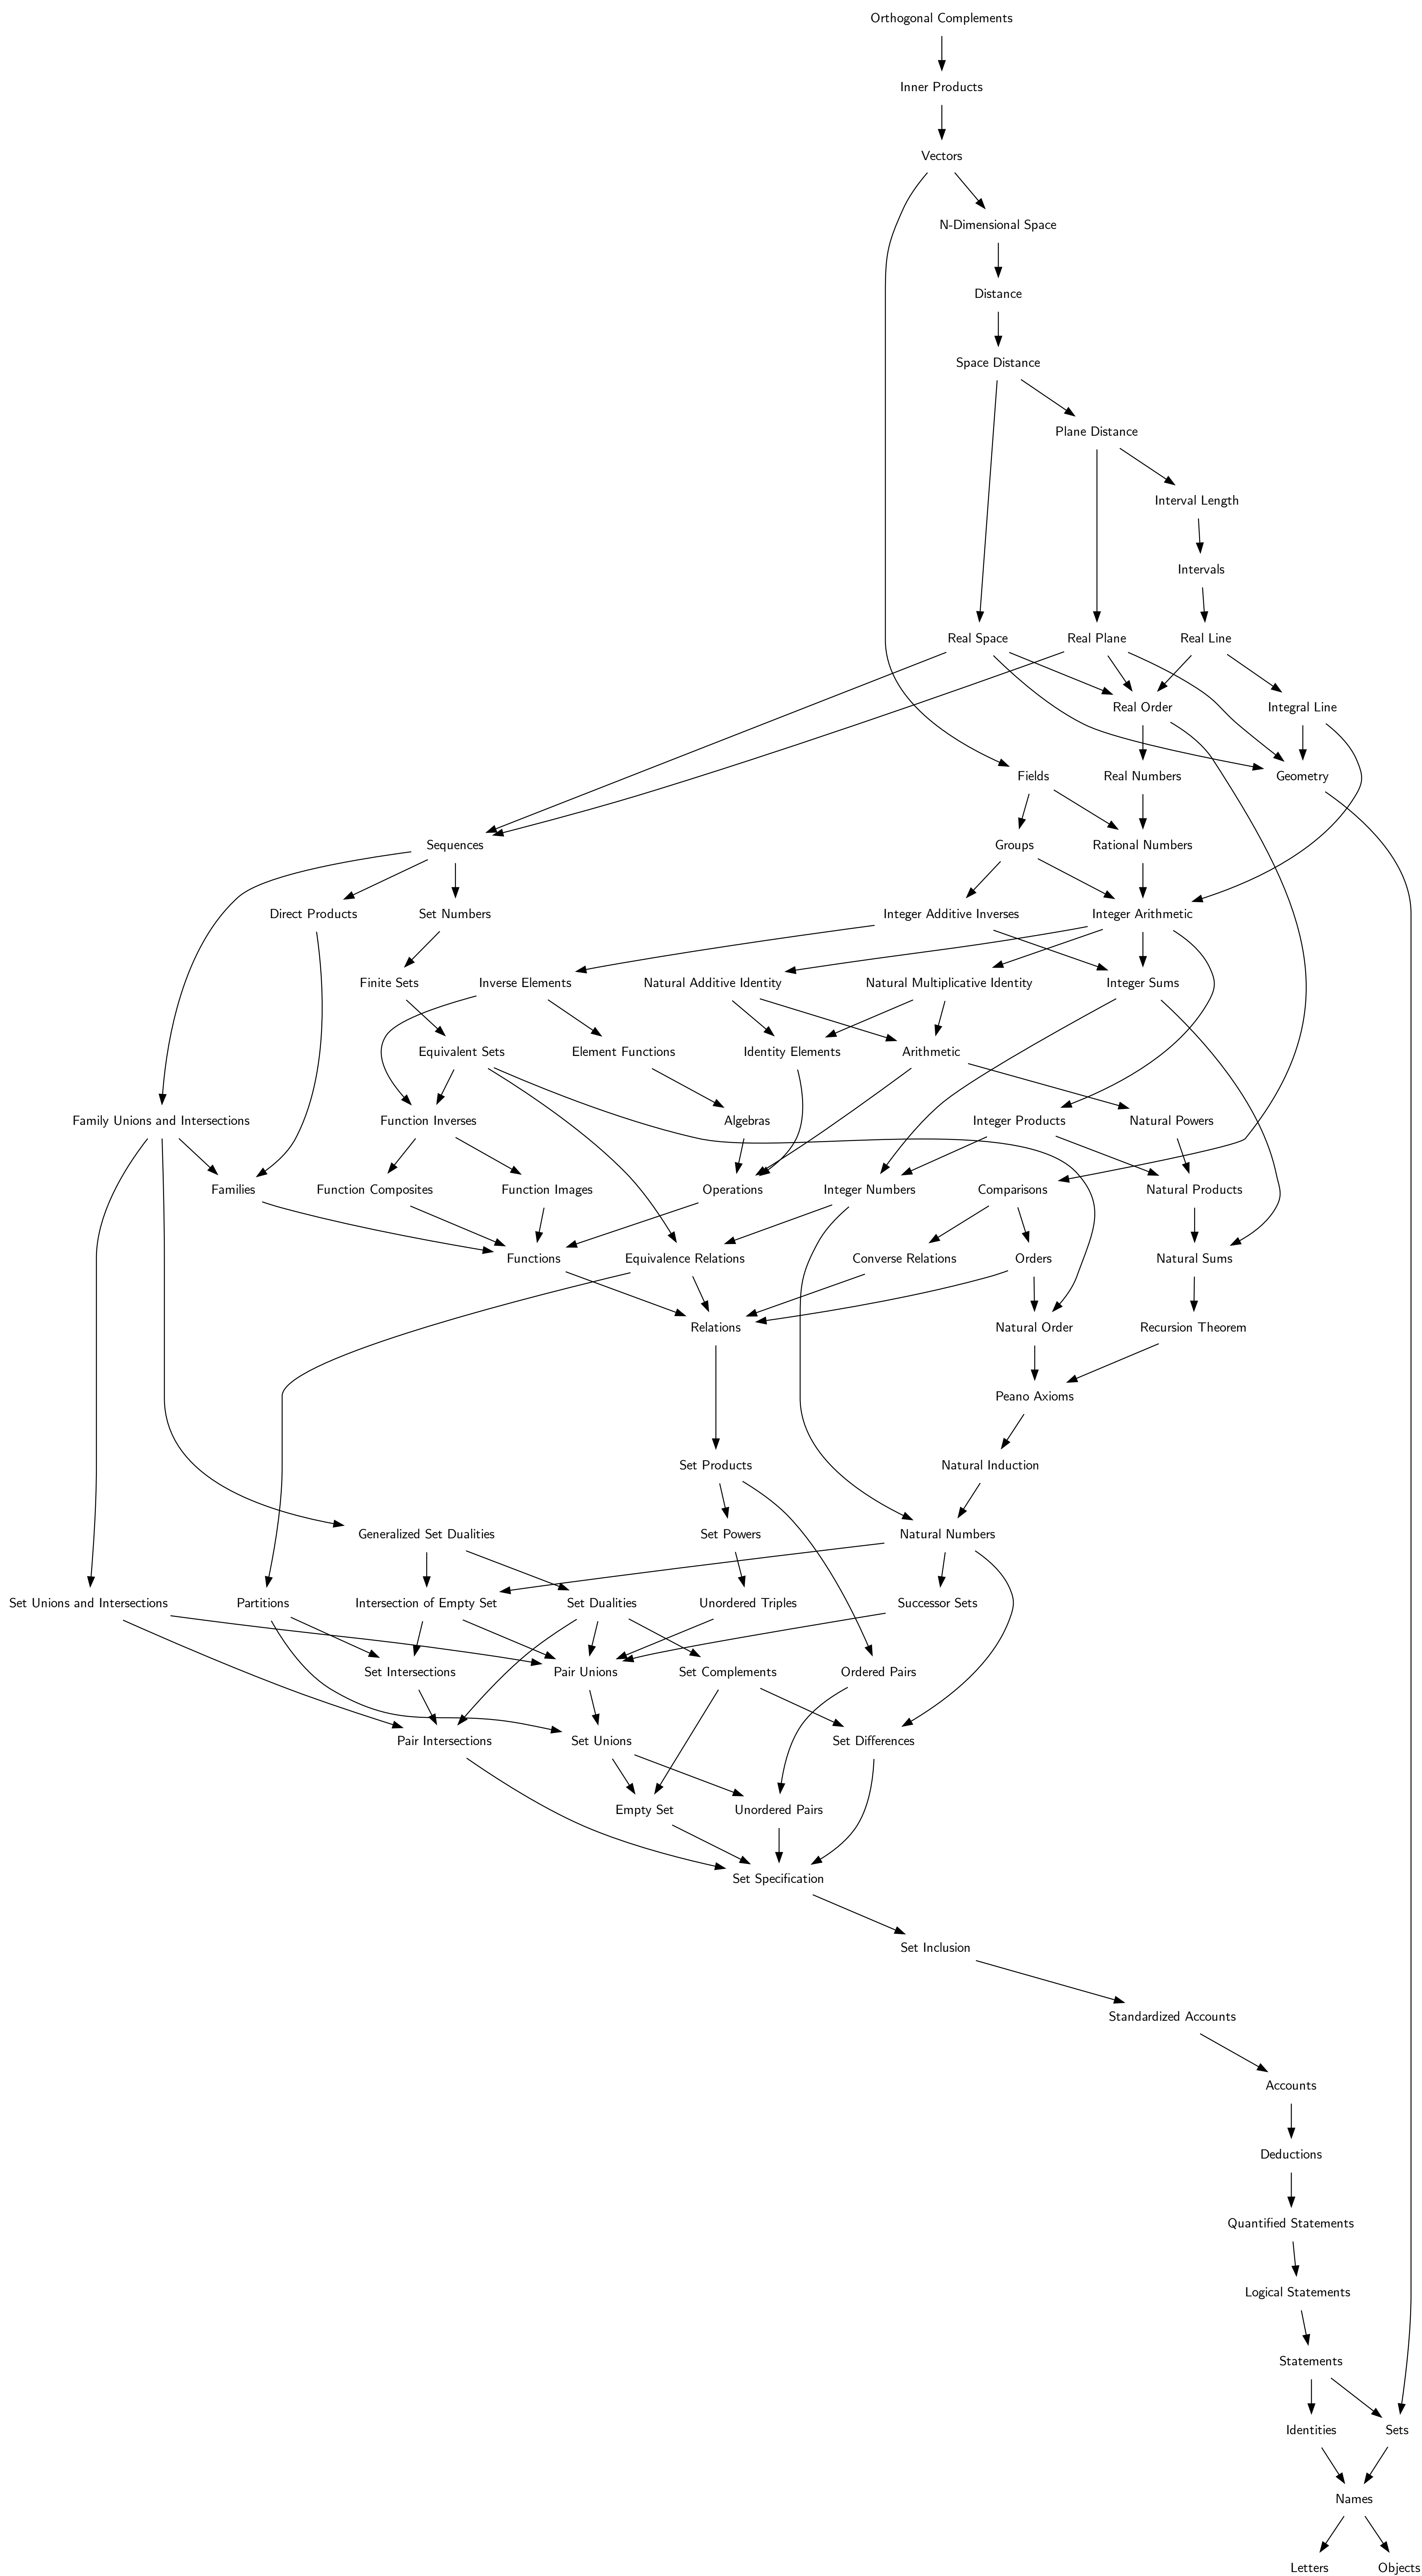 Orthogonal Complements
Inner Products
Vectors
N-Dimensional Space
Distance
Space Distance
Plane Distance
Interval Length
Intervals
Real Space
Real Plane
Real Line
Real Order
Integral Line
Fields
Real Numbers
Geometry
Sequences
Groups
Rational Numbers
Direct Products
Set Numbers
Integer Additive Inverses
Integer Arithmetic
Finite Sets
Inverse Elements
Natural Additive Identity
Natural Multiplicative Identity
Integer Sums
Equivalent Sets
Element Functions
Identity Elements
Arithmetic
Family Unions and Intersections
Function Inverses
Algebras
Integer Products
Natural Powers
Families
Function Composites
Function Images
Operations
Integer Numbers
Comparisons
Natural Products
Functions
Equivalence Relations
Converse Relations
Orders
Natural Sums
Relations
Natural Order
Recursion Theorem
Peano Axioms
Set Products
Natural Induction
Generalized Set Dualities
Set Powers
Natural Numbers
Set Unions and Intersections
Partitions
Intersection of Empty Set
Set Dualities
Unordered Triples
Successor Sets
Set Intersections
Pair Unions
Set Complements
Ordered Pairs
Pair Intersections
Set Unions
Set Differences
Empty Set
Unordered Pairs
Set Specification
Set Inclusion
Standardized Accounts
Accounts
Deductions
Quantified Statements
Logical Statements
Statements
Identities
Sets
Names
Letters
Objects